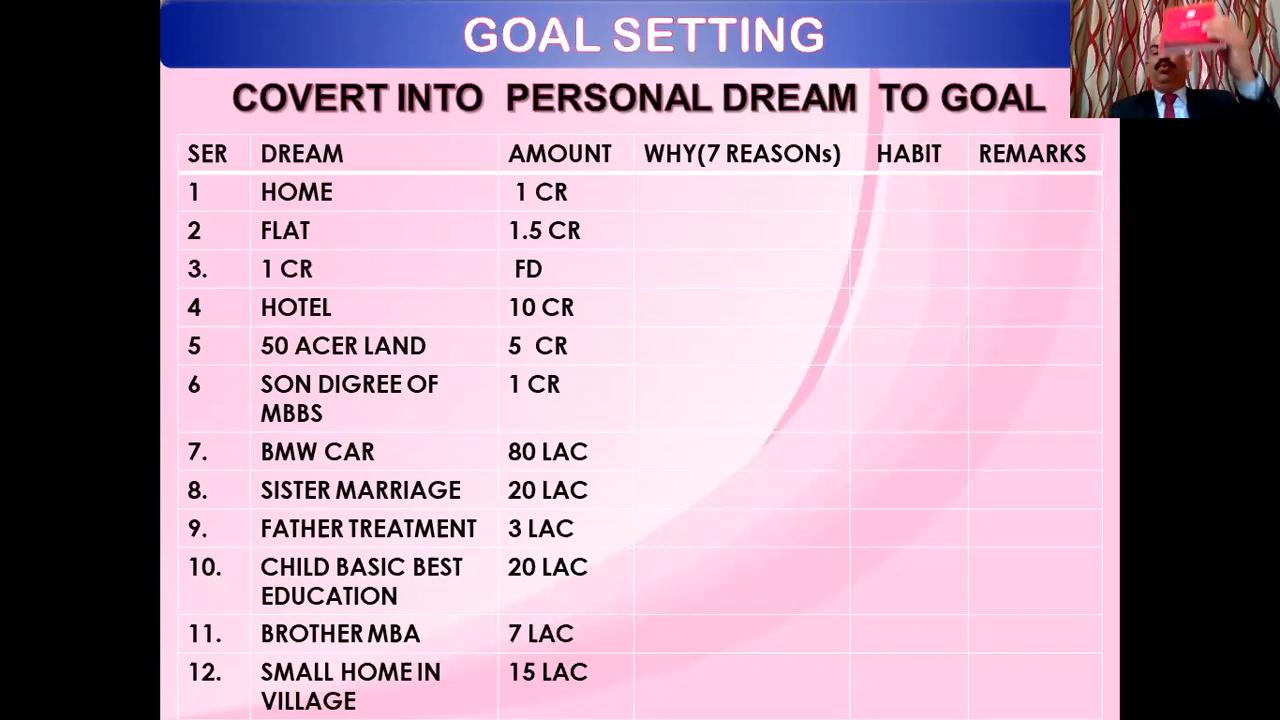 GOAL SETTING
COVERT INTO PERSONAL DREAM TO GOAL
SER DREAM AMOUNT WHY(7 REASONs) HABIT REMARKS
1 HOME 1 CR
2 FLAT 1.5 CR
3. 1 CR FD
4 HOTEL 10 CR
5 50 ACER LAND 5 CR
6 SON DIGREE OF 1 CR
MBBS
7. BMW CAR 80 LAC
8. SISTER MARRIAGE 20 LAC
9. FATHER TREATMENT 3 LAC
10. CHILD BASIC BEST 20 LAC
EDUCATION
11. BROTHER MBA 7 LAC
12. SMALL HOME IN 15 LAC
VILLAGE